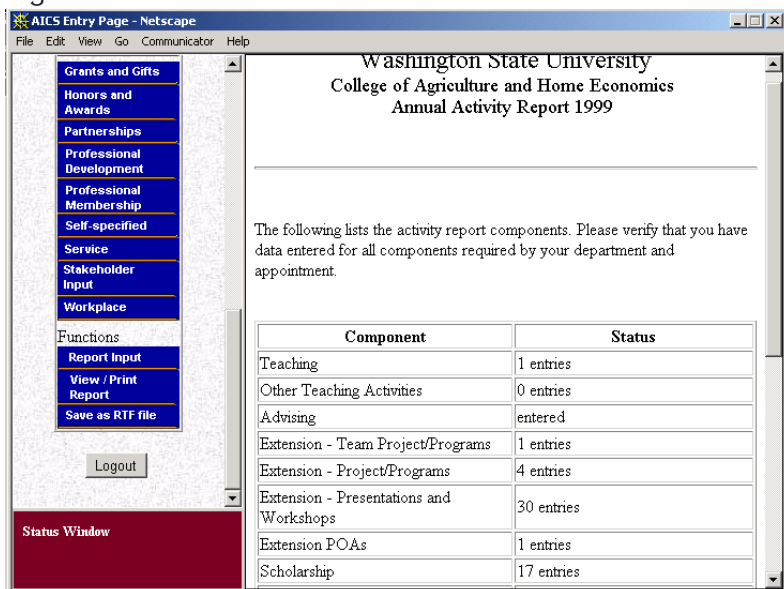 AICS Entry Page - Netscape
File Edit View Go Communicator Help
Grants and Gifts
Honors and
Awards
Partnerships
Professional
Development
Professional
Membership
Self-specified
Service
Stakeholder
Input
Workplace
Functions
Report Input
View / Print
Report
Save as RTF file
Logout
Status Window
Washington State University
College of Agriculture and Home Economics
Annual Activity Report 1999
The following lists the activity report components. Please verify that you have
data entered for all components required by your department and
appointment.
Component Status
Teaching 1 entries
Other Teaching Activities 0 entries
Advising entered
Extension - Team Project/Programs 1 entries
Extension - Project/Programs 4 entries
Extension - Presentations and
Workshops 30 entries
Extension POAs 1 entries
Scholarship 17 entries